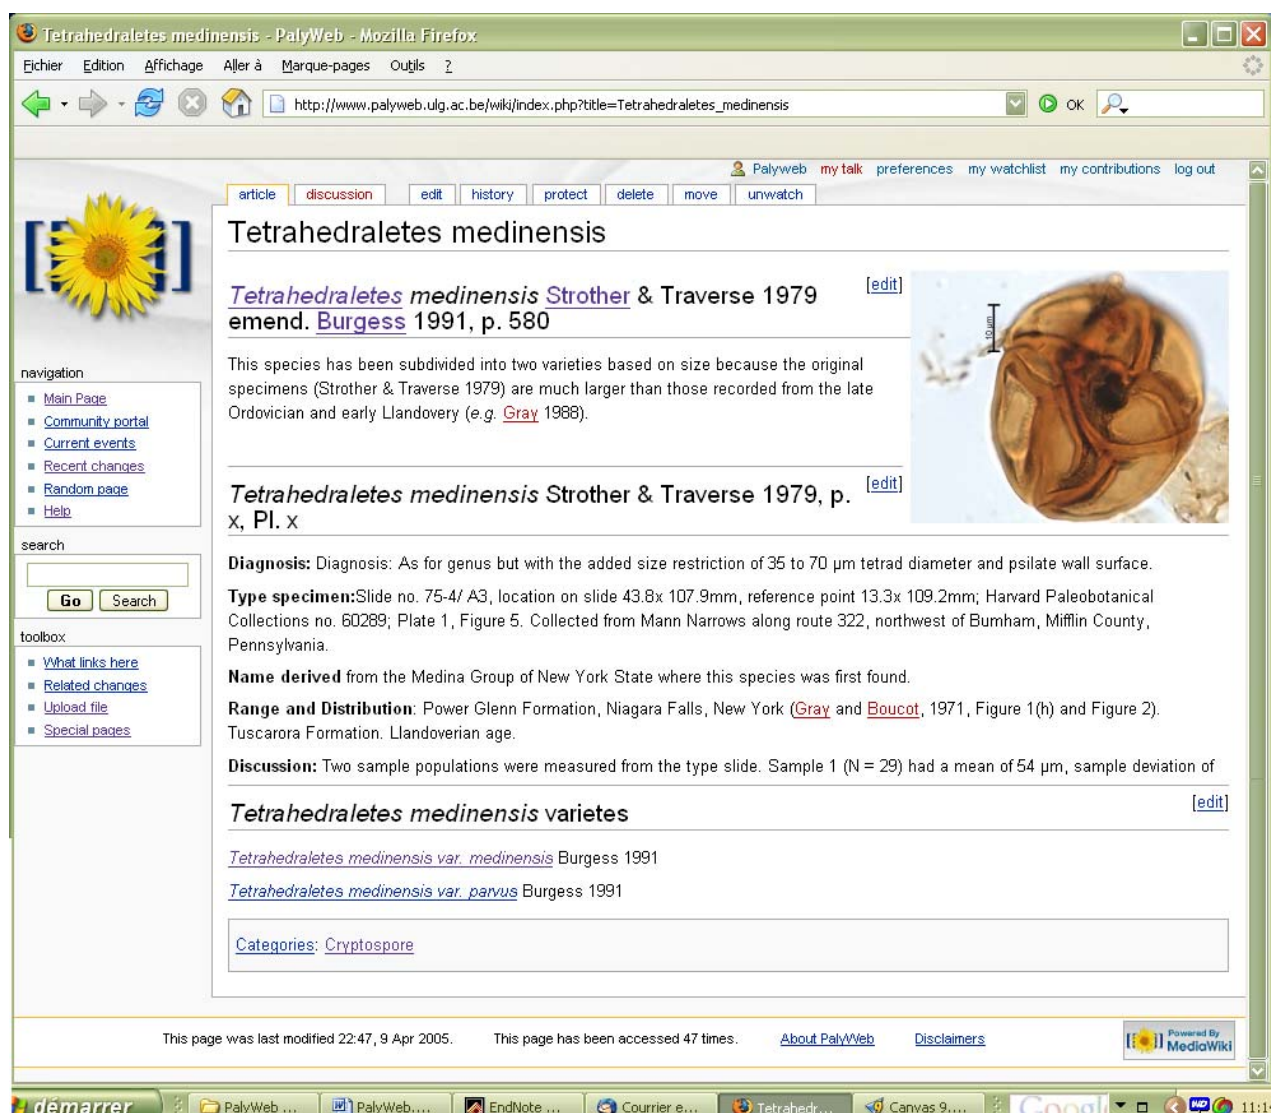 Tetrahedraletes medinensis - PalyWeb - Mozilla Firefox
Fichier Edition Affichage Aller à Marque-pages Outils ?
http://www.palyweb.ulg.ac.be/wiki/index.php?title=Tetrahedraletes_medinensis OK
Palyweb my talk preferences my watchlist my contributions log out
article discussion edit history protect delete move unwatch
Tetrahedraletes medinensis
[edit]
Tetrahedraletes medinensis Strother & Traverse 1979
emend. Burgess 1991, p. 580
10 µm
This species has been subdivided into two varieties based on size because the original
specimens (Strother & Traverse 1979) are much larger than those recorded from the late
Ordovician and early Llandovery (e.g. Gray 1988).
[edit]
Tetrahedraletes medinensis Strother & Traverse 1979, p.
x, Pl. x
Diagnosis: Diagnosis: As for genus but with the added size restriction of 35 to 70 µm tetrad diameter and psilate wall surface.
Type specimen:Slide no. 75-4/ A3, location on slide 43.8x 107.9mm, reference point 13.3x 109.2mm; Harvard Paleobotanical
Collections no. 60289; Plate 1, Figure 5. Collected from Mann Narrows along route 322, northwest of Burnham, Mifflin County,
Pennsylvania.
Name derived from the Medina Group of New York State where this species was first found.
Range and Distribution: Power Glenn Formation, Niagara Falls, New York (Gray and Boucot, 1971, Figure 1(h) and Figure 2).
Tuscarora Formation. Llandoverian age.
Discussion: Two sample populations were measured from the type slide. Sample 1 (N = 29) had a mean of 54 µm, sample deviation of
[edit]
Tetrahedraletes medinensis varietes
Tetrahedraletes medinensis var. medinensis Burgess 1991
Tetrahedraletes medinensis var. parvus Burgess 1991
Categories: Cryptospore
navigation
Main Page
Community portal
Current events
Recent changes
Random page
Help
search
Go Search
toolbox
What links here
Related changes
Upload file
Special pages
This page was last modified 22:47, 9 Apr 2005. This page has been accessed 47 times. About PalyWeb Disclaimers
Powered By
MediaWiki
démarrer PalyWeb ... PalyWeb.... EndNote ... Courrier e... Tetrahedr... Canvas 9....